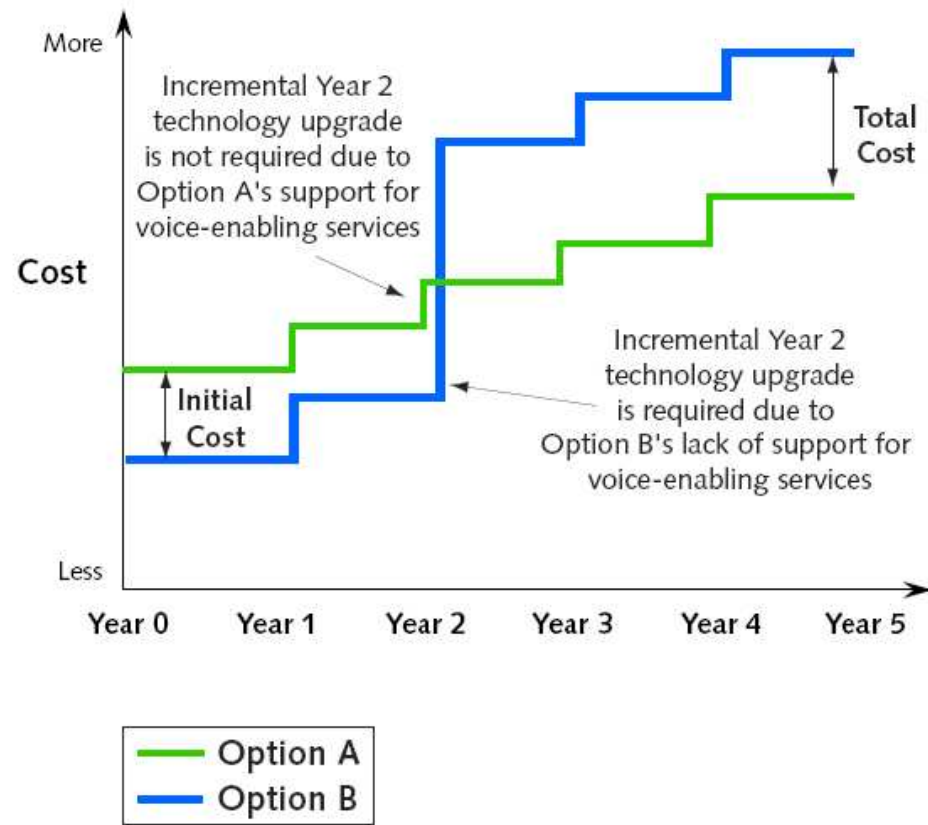 More
Incremental Year 2
technology upgrade
is not required due to
Option A's support for
voice-enabling services
Total
Cost
Cost
Incremental Year 2
technology upgrade
is required due to
Option B's lack of support for
voice-enabling services
Initial
Cost
Less
Year 0 Year 1 Year 2 Year 3 Year 4 Year 5
Option A
Option B